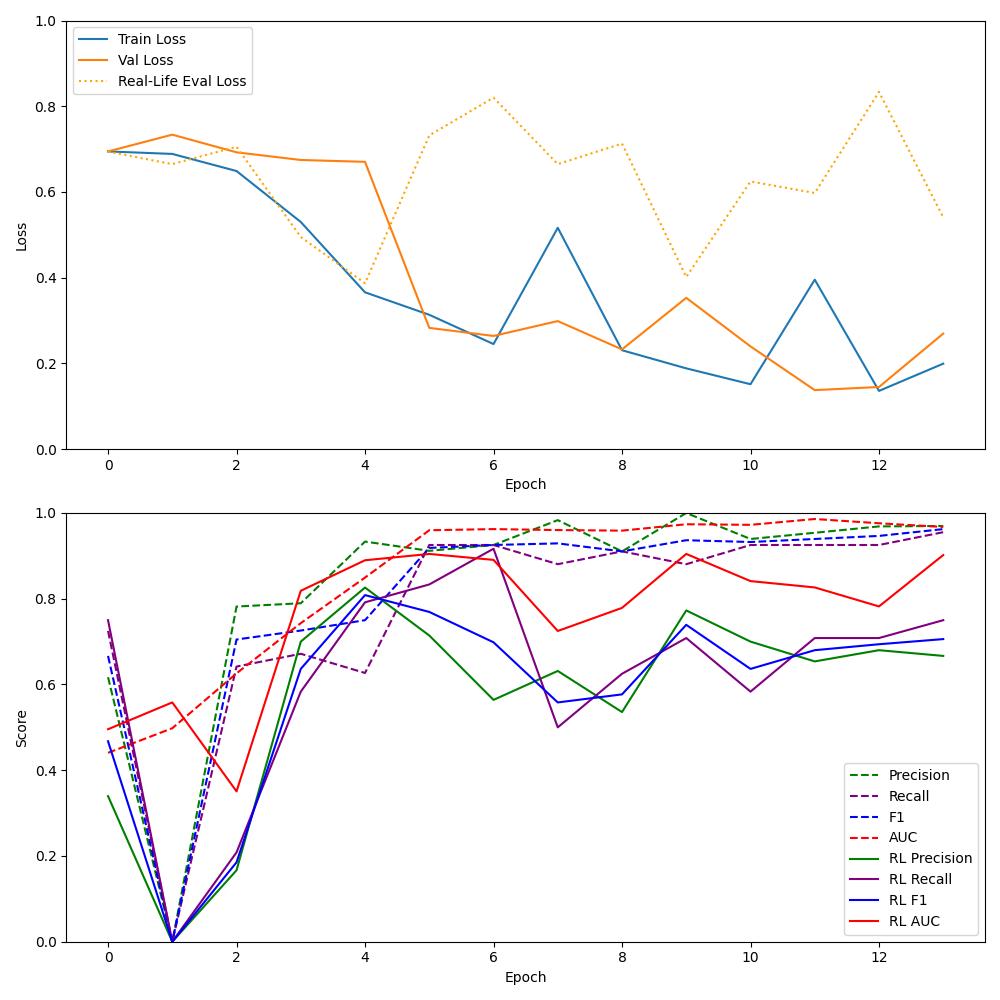 1.0
0.8
0.6
0.4
0.2
0.0
Loss
Train Loss
Val Loss
Real-Life Eval Loss
0 2 4 6 8 10 12
Epoch
1.0
0.8
0.6
0.4
0.2
0.0
Score
Precision
Recall
F1
AUC
RL Precision
RL Recall
RL F1
RL AUC
0 2 4 6 8 10 12
Epoch